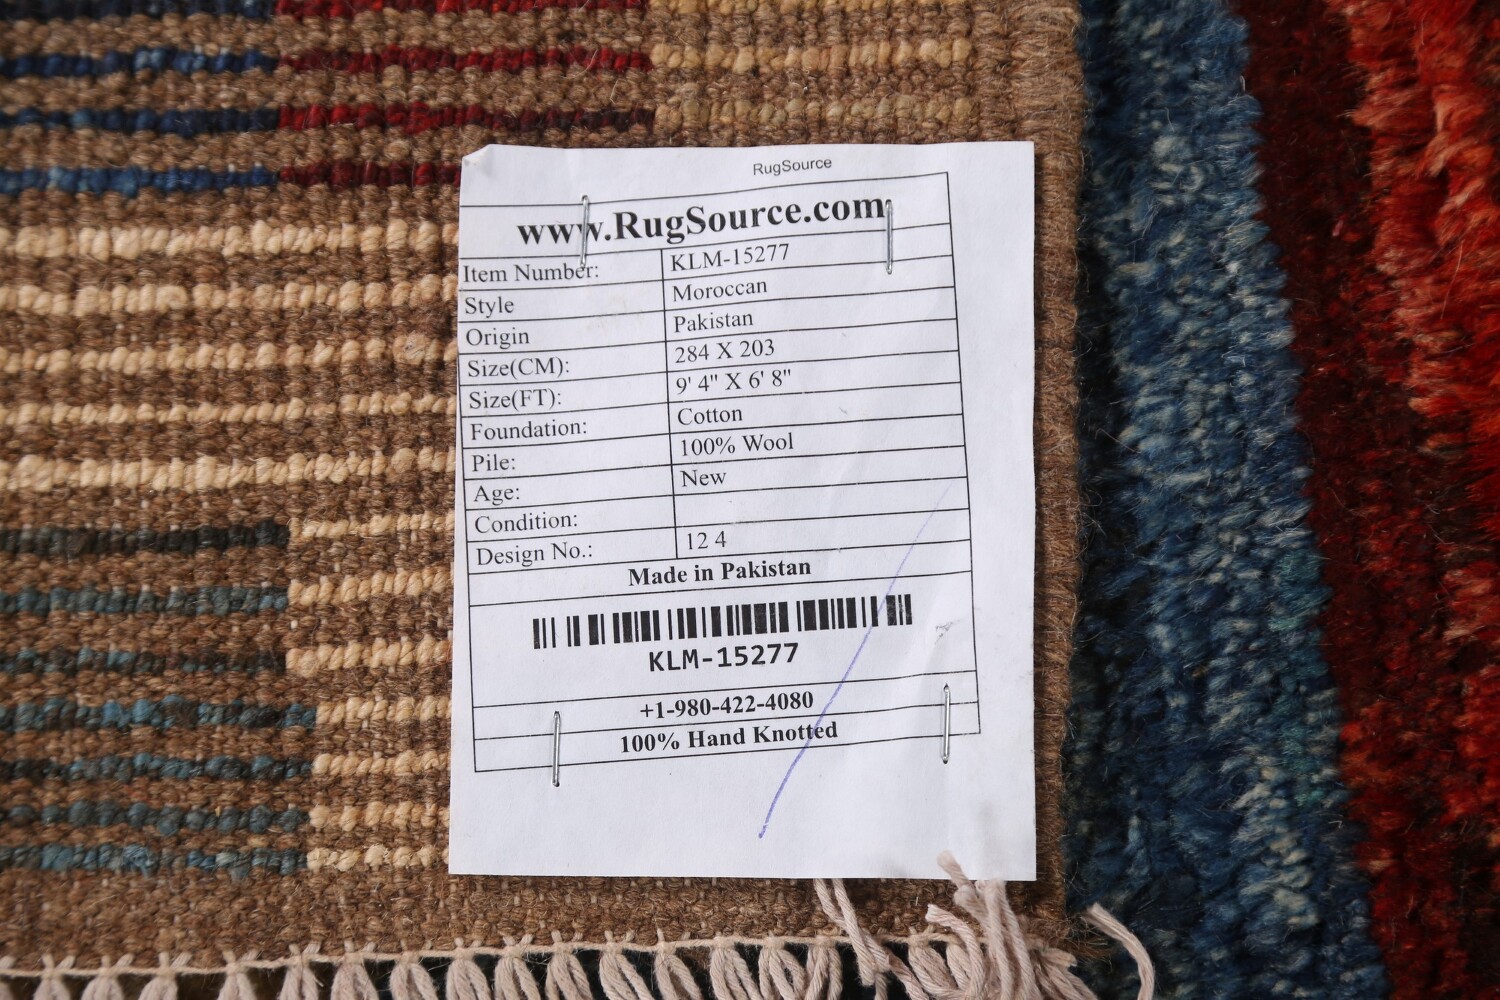 RugSource
www.RugSource.com
Item Number: KLM-15277
Style Moroccan
Origin Pakistan
Size(CM): 284 X 203
Size(FT): 9' 4" X 6' 8"
Foundation: Cotton
Pile: 100% Wool
Age: New
Condition:
Design No.: 12 4
Made in Pakistan
KLM-15277
+1-980-422-4080
100% Hand Knotted